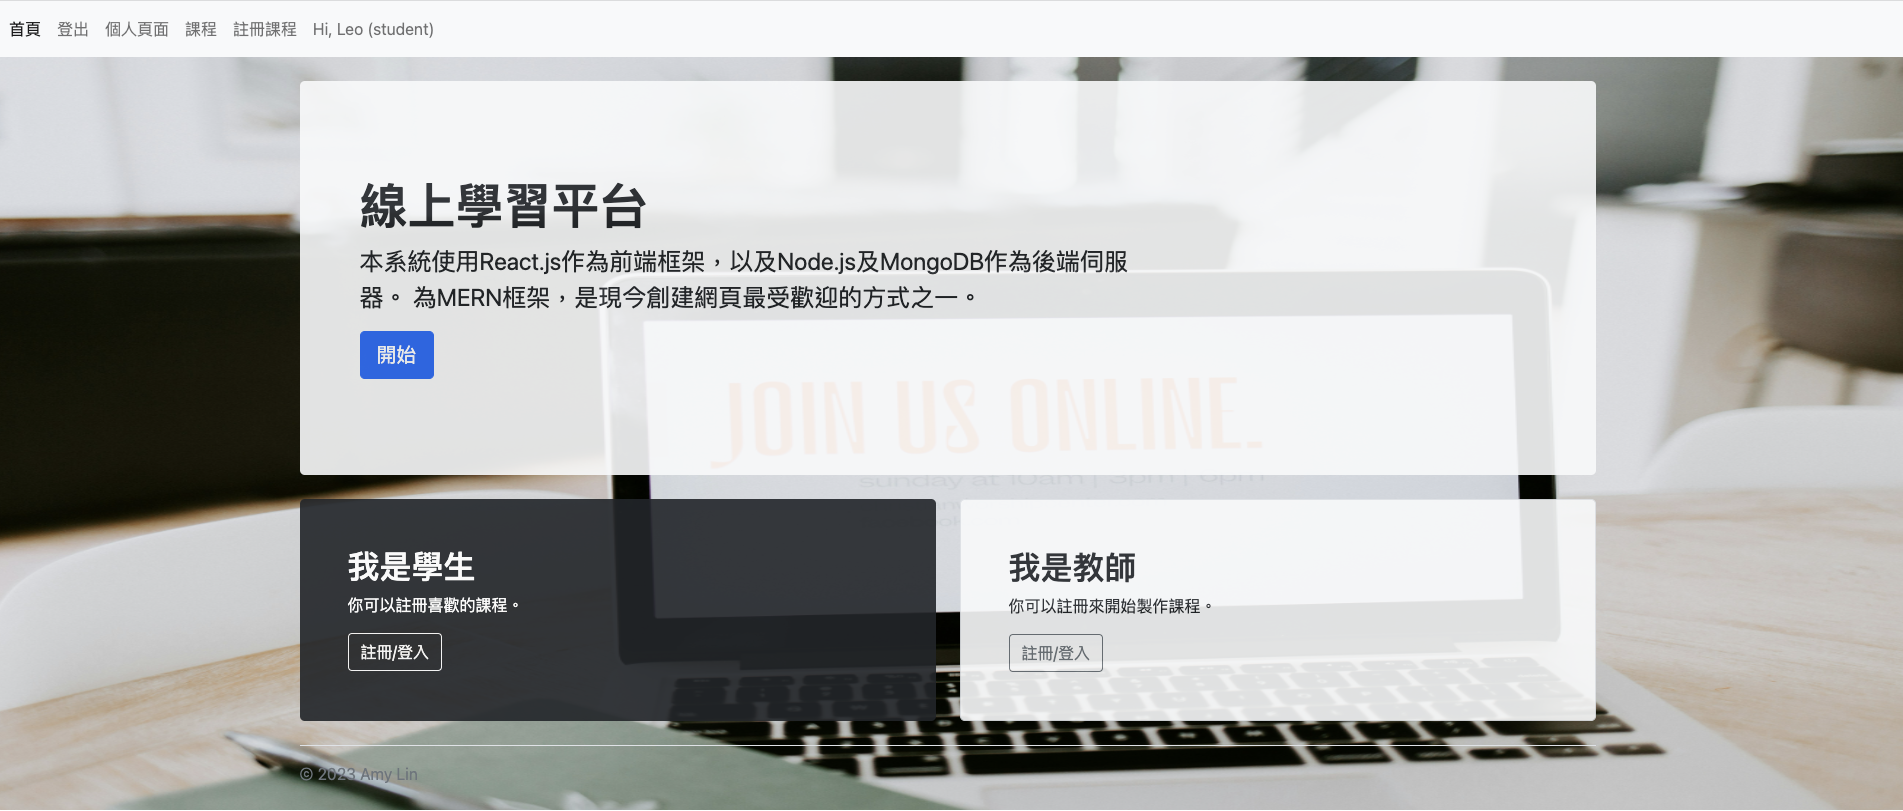 首頁 登出 個人頁面 課程 註冊課程 Hi, Leo (student)
線上學習平台
本系統使用React.js作為前端框架，以及Node.js及MongoDB作為後端伺服
器。 為MERN框架，是現今創建網頁最受歡迎的方式之一。
開始
JOIN US ONLINE.
sunday at 10am | 3pm | 6pm
我是學生
你可以註冊喜歡的課程。
註冊/登入
我是教師
你可以註冊來開始製作課程。
註冊/登入
© 2023 Amy Lin